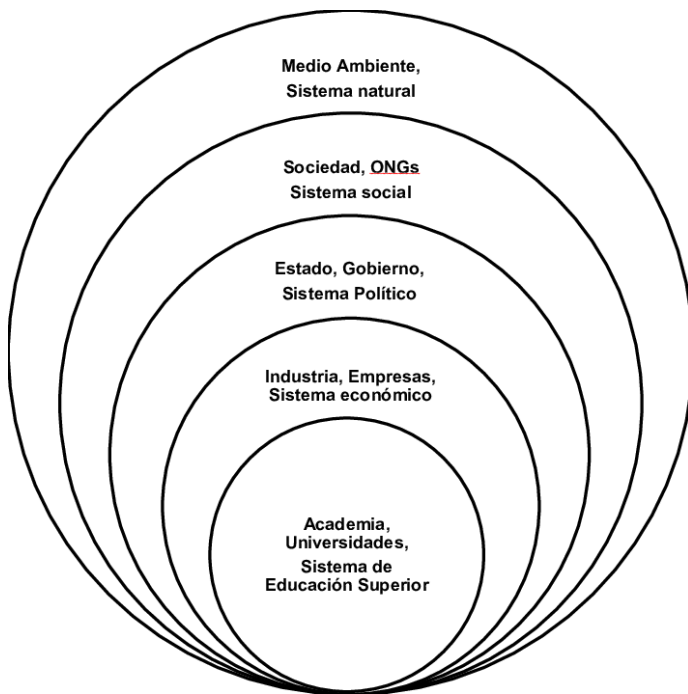 Medio Ambiente,
Sistema natural
Sociedad, ONGs
Sistema social
Estado, Gobierno,
Sistema Político
Industria, Empresas,
Sistema económico
Academia,
Universidades,
Sistema de
Educación Superior